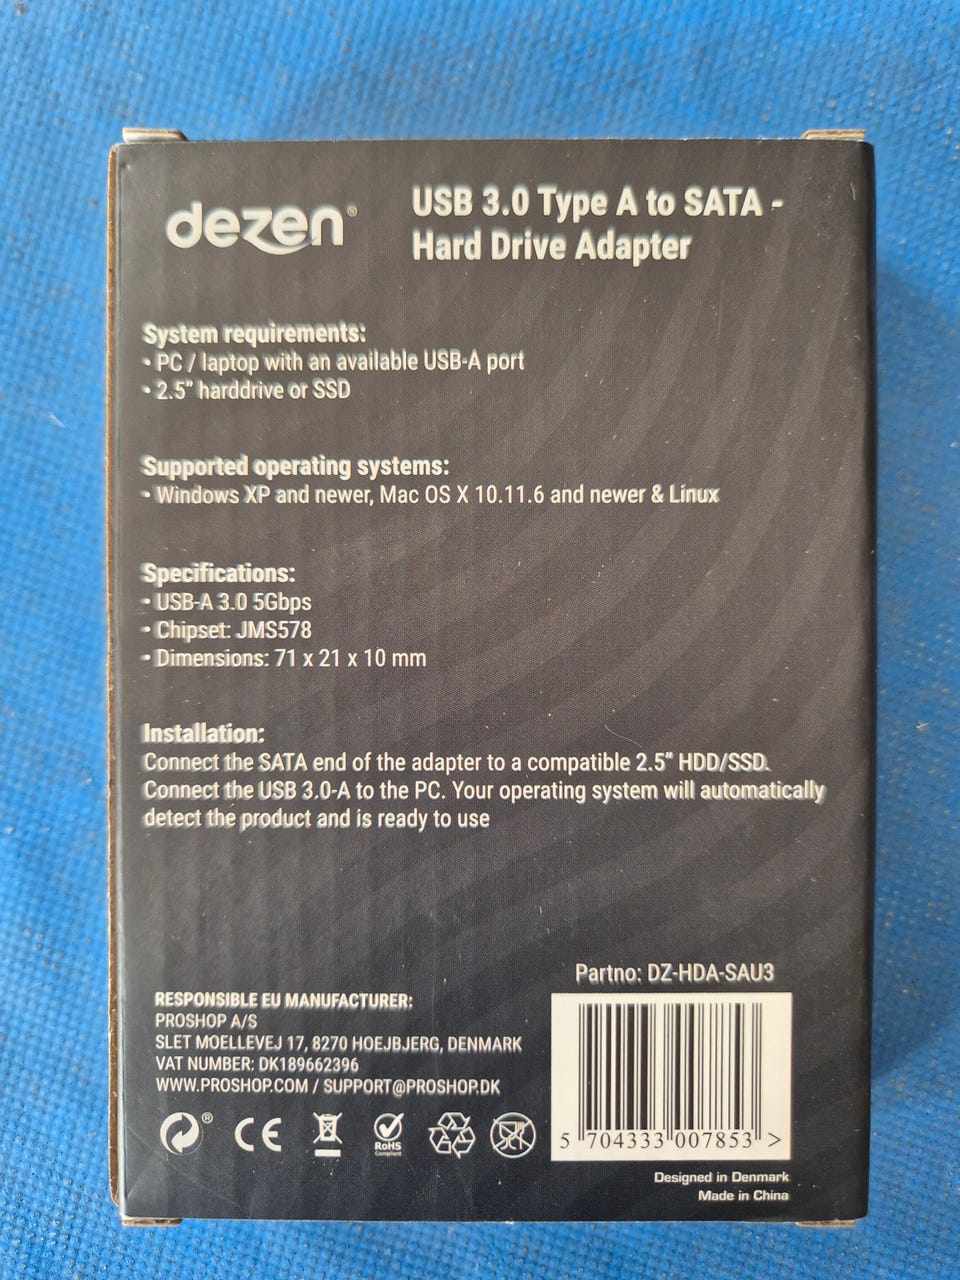 dezen®
USB 3.0 Type A to SATA -
Hard Drive Adapter
System requirements:
• PC / laptop with an available USB-A port
• 2.5" harddrive or SSD
Supported operating systems:
• Windows XP and newer, Mac OS X 10.11.6 and newer & Linux
Specifications:
• USB-A 3.0 5Gbps
• Chipset: JMS578
• Dimensions: 71 x 21 x 10 mm
Installation:
Connect the SATA end of the adapter to a compatible 2.5" HDD/SSD.
Connect the USB 3.0-A to the PC. Your operating system will automatically
detect the product and is ready to use
Partno: DZ-HDA-SAU3
RESPONSIBLE EU MANUFACTURER:
PROSHOP A/S
SLET MOELLEVEJ 17, 8270 HOEJBJERG, DENMARK
VAT NUMBER: DK189662396
WWW.PROSHOP.COM / SUPPORT@PROSHOP.DK
®
CE
RoHS
Compliant
5 704333 007853 >
Designed in Denmark
Made in China